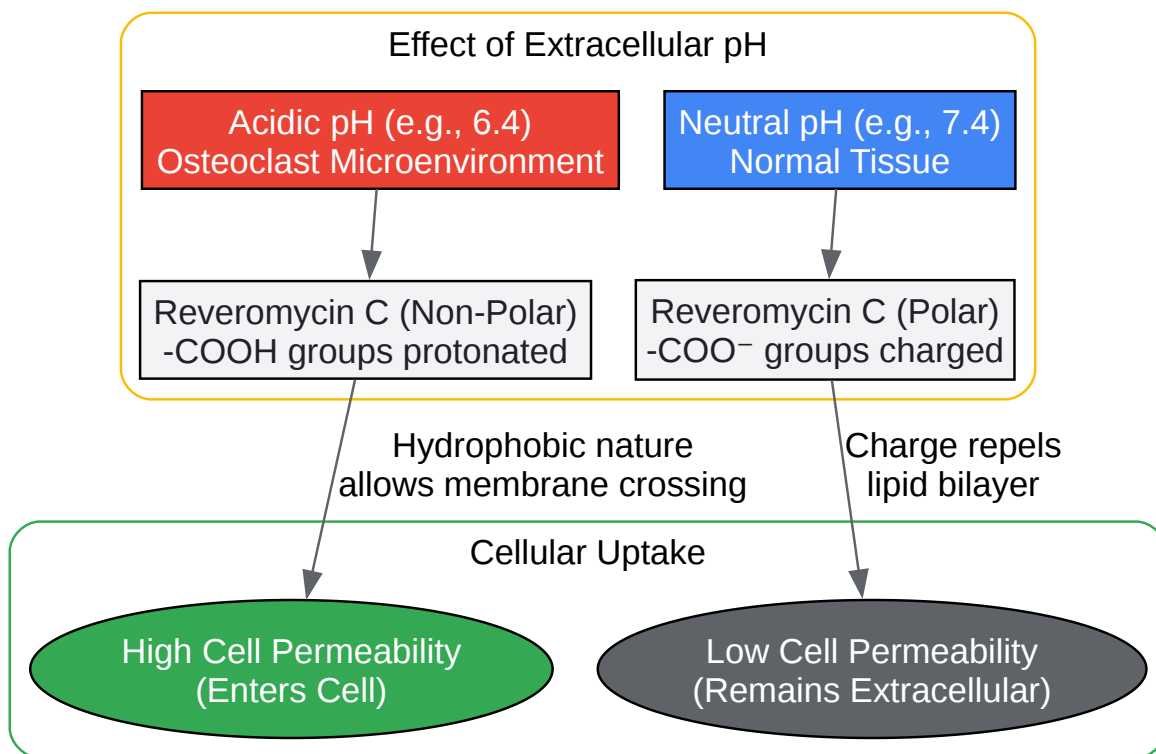 Effect of Extracellular pH
Acidic pH (e.g., 6.4)
Osteoclast Microenvironment
Neutral pH (e.g., 7.4)
Normal Tissue
Reveromycin C (Non-Polar)
-COOH groups protonated
Reveromycin C (Polar)
-COO⁻ groups charged
Hydrophobic nature
allows membrane crossing
Charge repels
lipid bilayer
Cellular Uptake
High Cell Permeability
(Enters Cell)
Low Cell Permeability
(Remains Extracellular)